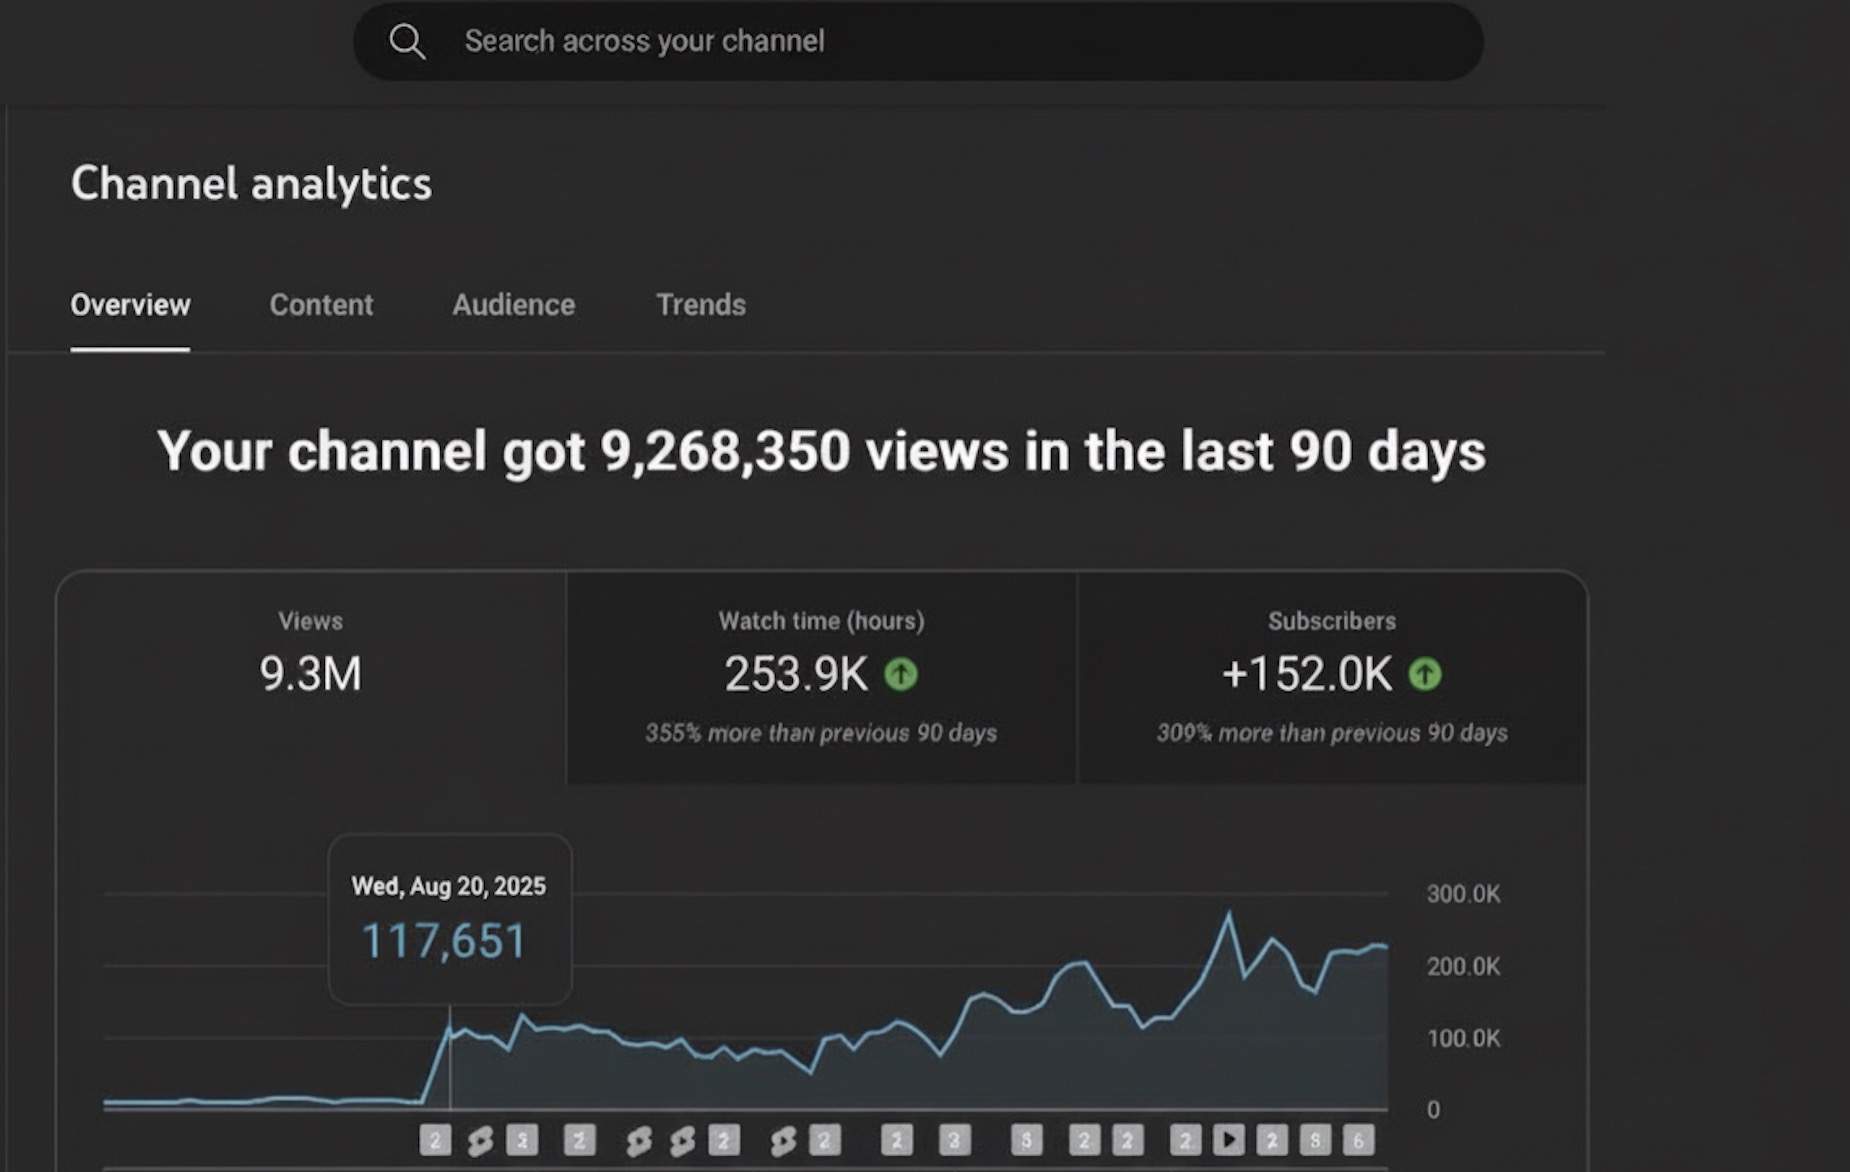 Search across your channel
Channel analytics
Overview Content Audience Trends
Your channel got 9,268,350 views in the last 90 days
Views Watch time (hours) Subscribers
9.3M 253.9K +152.0K
355% more than previous 90 days 309% more than previous 90 days
Wed, Aug 20, 2025
117,651
300.0K
200.0K
100.0K
0
2 2 2 2 2 3 2 2 2 2 6